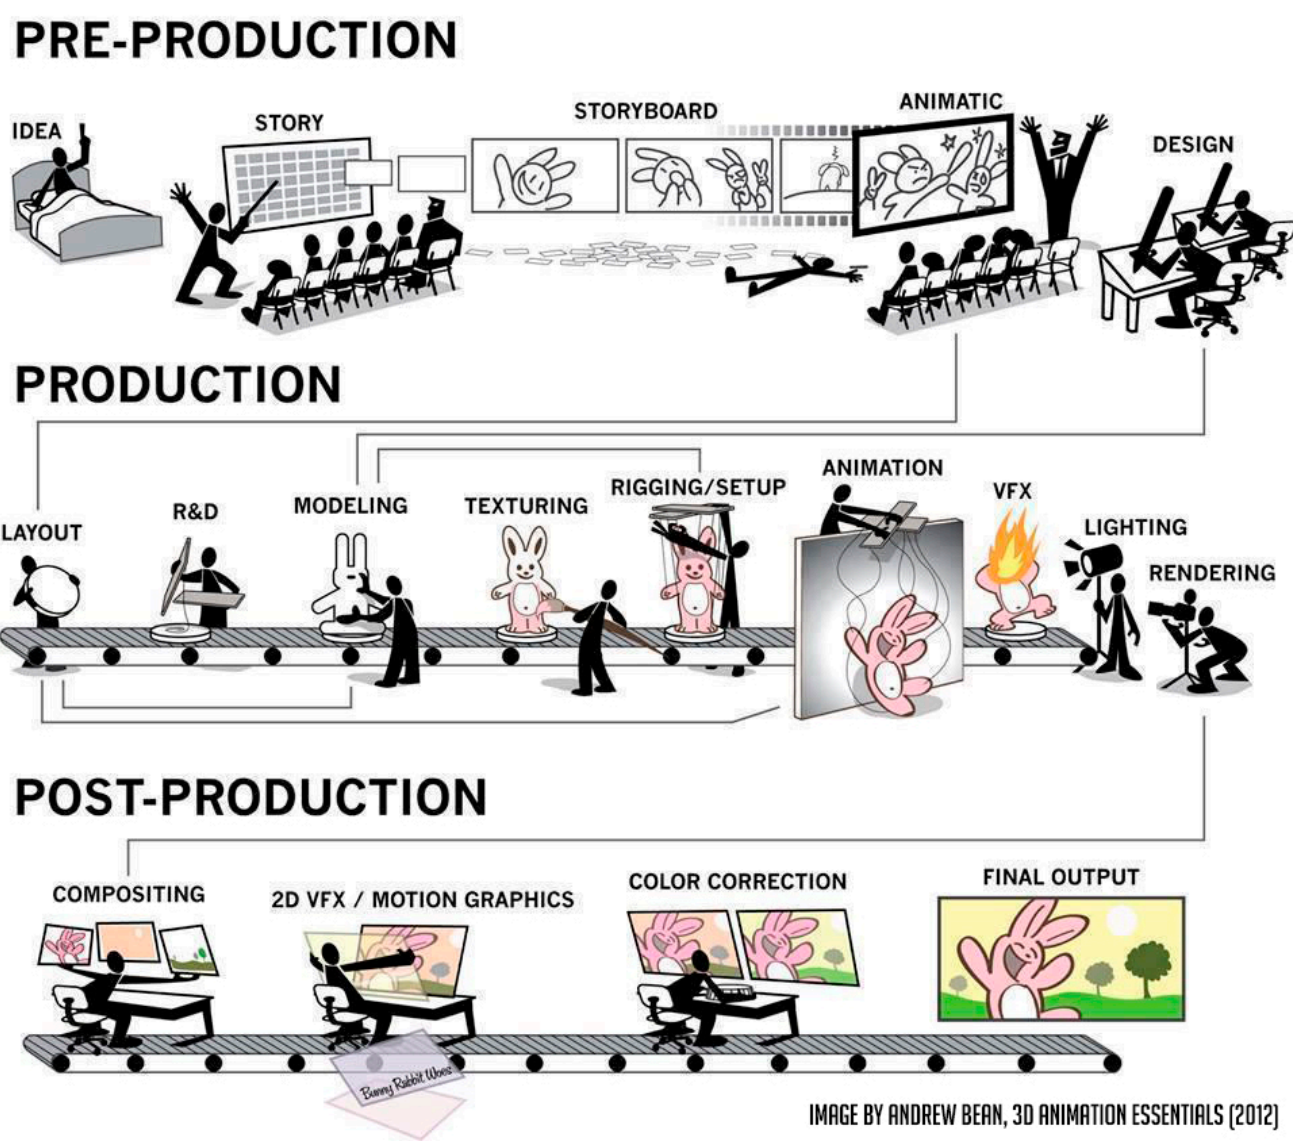 PRE-PRODUCTION
IDEA
STORY
STORYBOARD
ANIMATIC
DESIGN
PRODUCTION
LAYOUT
R&D
MODELING
TEXTURING
RIGGING/SETUP
ANIMATION
VFX
LIGHTING
RENDERING
POST-PRODUCTION
COMPOSITING
2D VFX / MOTION GRAPHICS
COLOR CORRECTION
FINAL OUTPUT
Bunny Rabbit Woes
IMAGE BY ANDREW BEAN, 3D ANIMATION ESSENTIALS (2012)